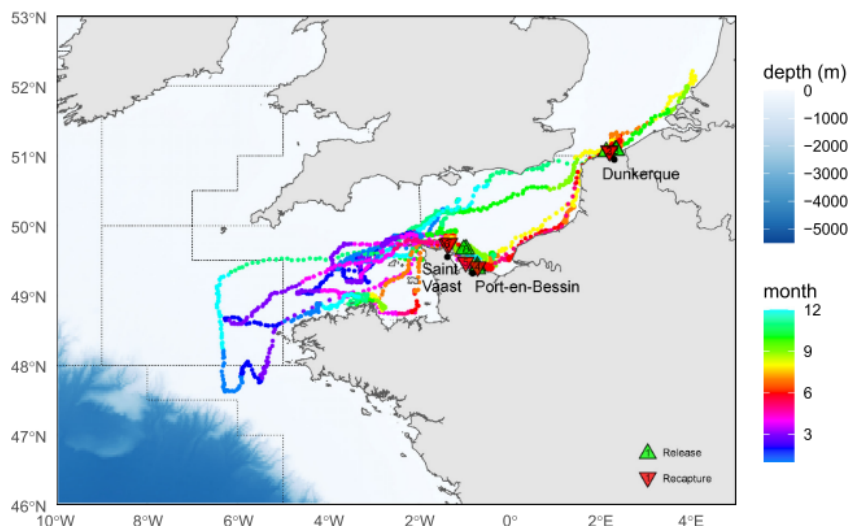 53°N
52°N
51°N
50°N
49°N
48°N
47°N
46°N
10°W
8°W
6°W
4°W
2°W
0°
2°E
4°E
Dunkerque
Saint
Vaast
Port-en-Bessin
Release
Recapture
depth (m)
0
−1000
−2000
−3000
−4000
−5000
month
12
9
6
3